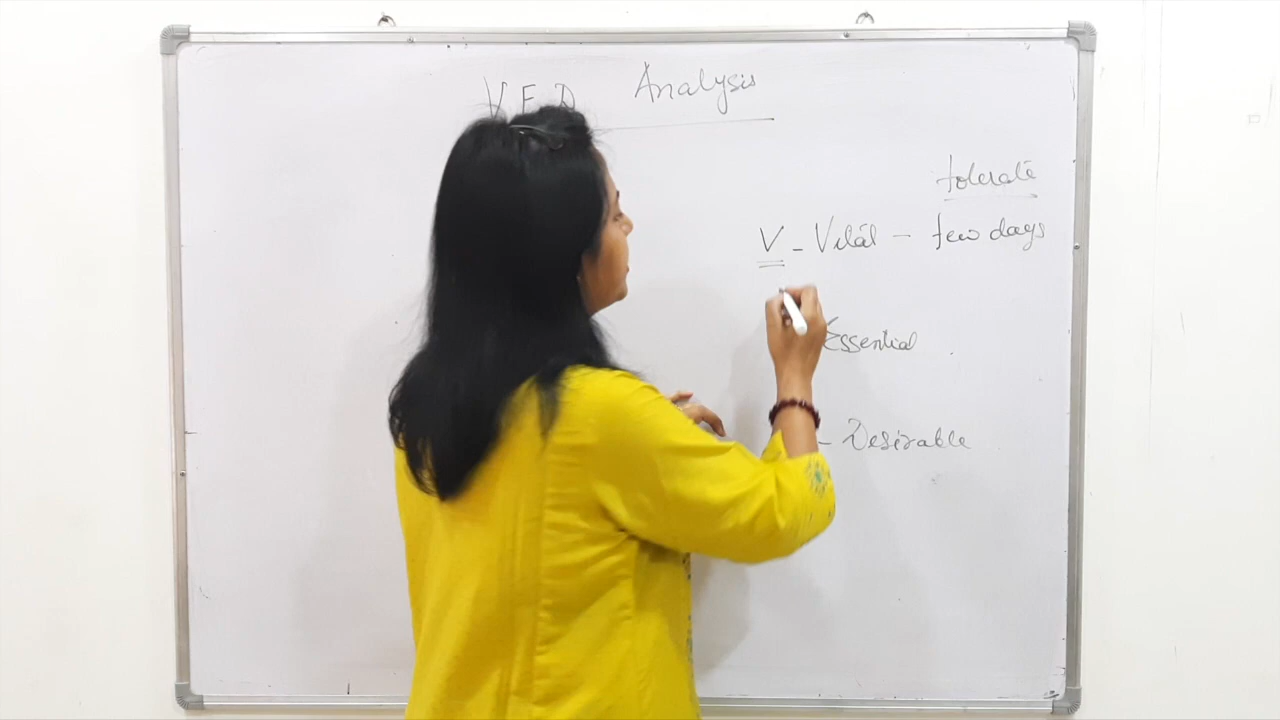 VED Analysis
tolerate
V - Vital - few days
Essential
- Desirable